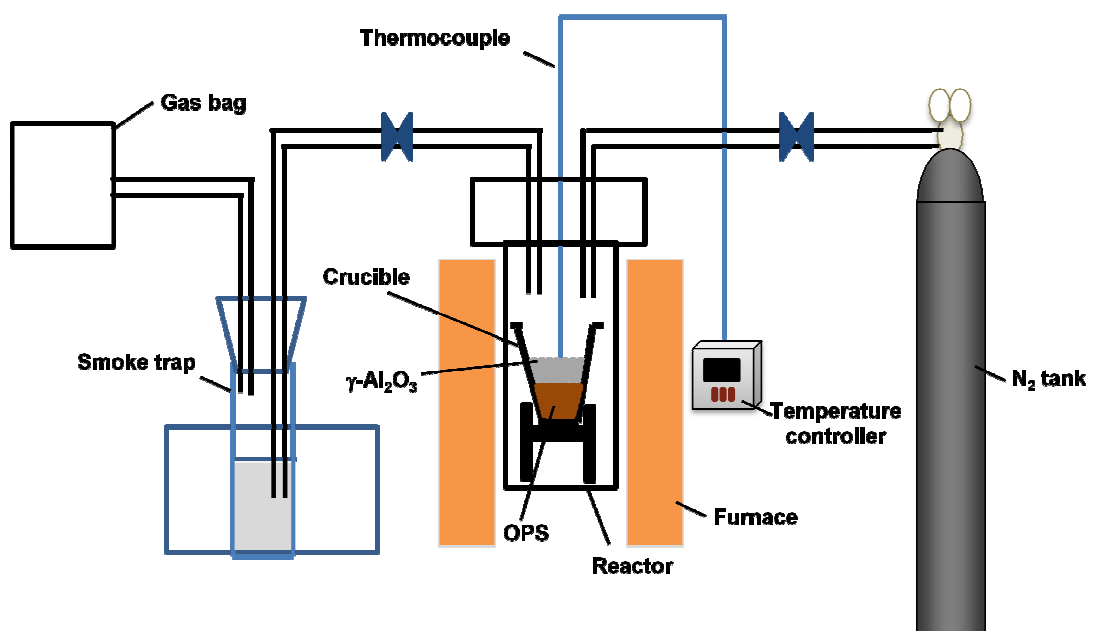 Thermocouple
Gas bag
Crucible
Smoke trap
γ-Al₂O₃
N₂ tank
Temperature
controller
Furnace
OPS
Reactor